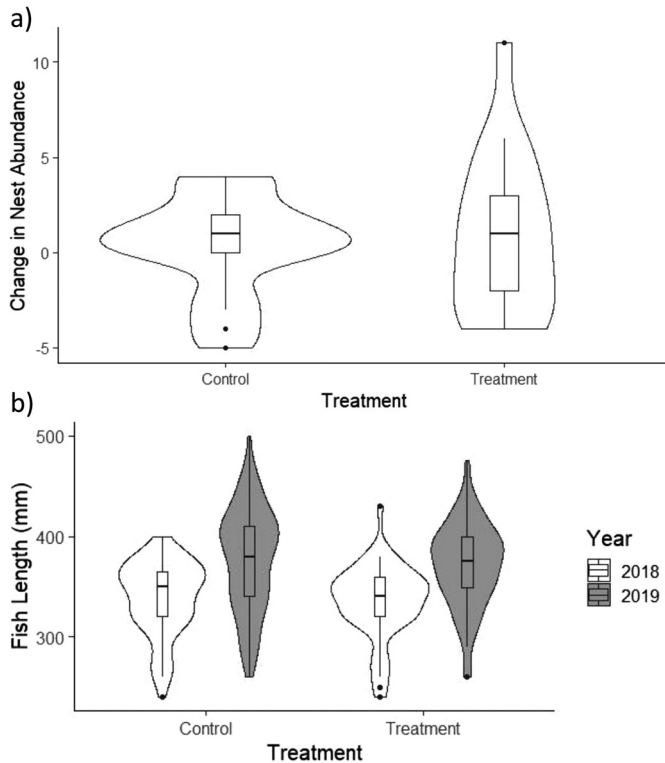 a)
Change in Nest Abundance
10
5
0
-5
Control
Treatment
Treatment
b)
Fish Length (mm)
500
400
300
Control
Treatment
Treatment
Year
2018
2019